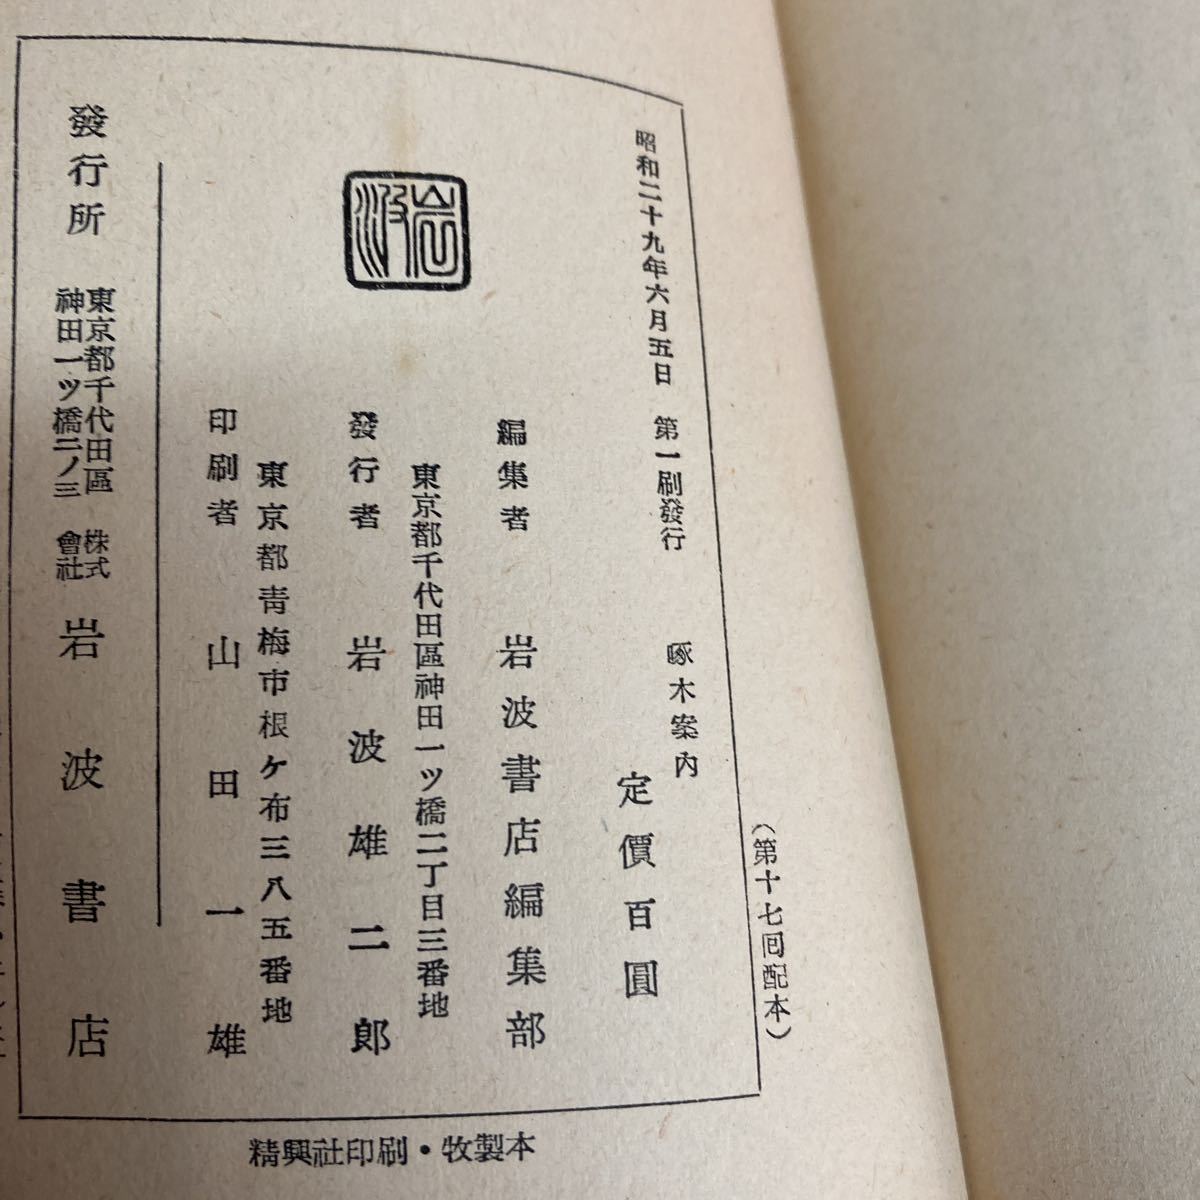 （第十七回配本）
昭和二十九年六月五日　第一刷發行　啄木案內
定價百圓
編集者　岩波書店編集部
東京都千代田區神田一ツ橋二丁目三番地
發行者　岩波雄二郎
東京都靑梅市根ケ布三八五番地
印刷者　山田一雄
岩波
發行所　東京都千代田區神田一ツ橋二ノ三　株式會社　岩波書店
精興社印刷・牧製本